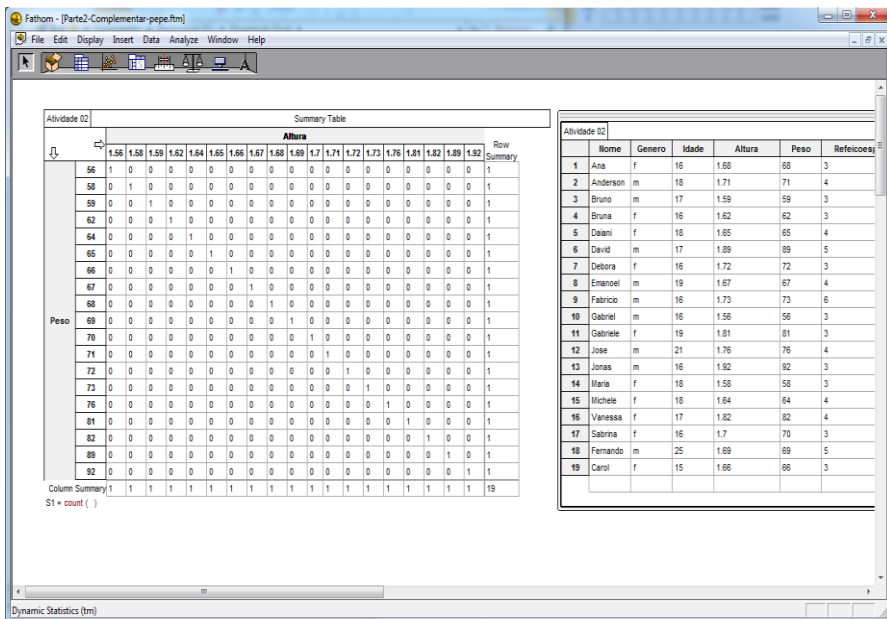 Fathom - [Parte2-Complementar-pepe.ftm]
File Edit Display Insert Data Analyze Window Help
Atividade 02 Summary Table
Altura
1.56 1.58 1.59 1.62 1.64 1.65 1.66 1.67 1.68 1.69 1.7 1.71 1.72 1.73 1.76 1.81 1.82 1.89 1.92 Row Summary
56 1 0 0 0 0 0 0 0 0 0 0 0 0 0 0 0 0 0 0 1
58 0 1 0 0 0 0 0 0 0 0 0 0 0 0 0 0 0 0 0 1
59 0 0 1 0 0 0 0 0 0 0 0 0 0 0 0 0 0 0 0 1
62 0 0 0 1 0 0 0 0 0 0 0 0 0 0 0 0 0 0 0 1
64 0 0 0 0 1 0 0 0 0 0 0 0 0 0 0 0 0 0 0 1
65 0 0 0 0 0 1 0 0 0 0 0 0 0 0 0 0 0 0 0 1
66 0 0 0 0 0 0 1 0 0 0 0 0 0 0 0 0 0 0 0 1
67 0 0 0 0 0 0 0 1 0 0 0 0 0 0 0 0 0 0 0 1
68 0 0 0 0 0 0 0 0 1 0 0 0 0 0 0 0 0 0 0 1
Peso 69 0 0 0 0 0 0 0 0 0 1 0 0 0 0 0 0 0 0 0 1
70 0 0 0 0 0 0 0 0 0 0 1 0 0 0 0 0 0 0 0 1
71 0 0 0 0 0 0 0 0 0 0 0 1 0 0 0 0 0 0 0 1
72 0 0 0 0 0 0 0 0 0 0 0 0 1 0 0 0 0 0 0 1
73 0 0 0 0 0 0 0 0 0 0 0 0 0 1 0 0 0 0 0 1
76 0 0 0 0 0 0 0 0 0 0 0 0 0 0 1 0 0 0 0 1
81 0 0 0 0 0 0 0 0 0 0 0 0 0 0 0 1 0 0 0 1
82 0 0 0 0 0 0 0 0 0 0 0 0 0 0 0 0 1 0 0 1
89 0 0 0 0 0 0 0 0 0 0 0 0 0 0 0 0 0 1 0 1
92 0 0 0 0 0 0 0 0 0 0 0 0 0 0 0 0 0 0 1 1
Column Summary 1 1 1 1 1 1 1 1 1 1 1 1 1 1 1 1 1 1 1 19
S1 = count ( )
Atividade 02
Nome Genero Idade Altura Peso Refeicoesp
1 Ana f 16 1.68 68 3
2 Anderson m 18 1.71 71 4
3 Bruno m 17 1.59 59 3
4 Bruna f 16 1.62 62 3
5 Daiani f 18 1.65 65 4
6 David m 17 1.89 89 5
7 Debora f 16 1.72 72 3
8 Emanoel m 19 1.67 67 4
9 Fabricio m 16 1.73 73 6
10 Gabriel m 16 1.56 56 3
11 Gabriele f 19 1.81 81 3
12 Jose m 21 1.76 76 4
13 Jonas m 16 1.92 92 3
14 Maria f 18 1.58 58 3
15 Michele f 18 1.64 64 4
16 Vanessa f 17 1.82 82 4
17 Sabrina f 16 1.7 70 3
18 Fernando m 25 1.69 69 5
19 Carol f 15 1.66 66 3
Dynamic Statistics (tm)